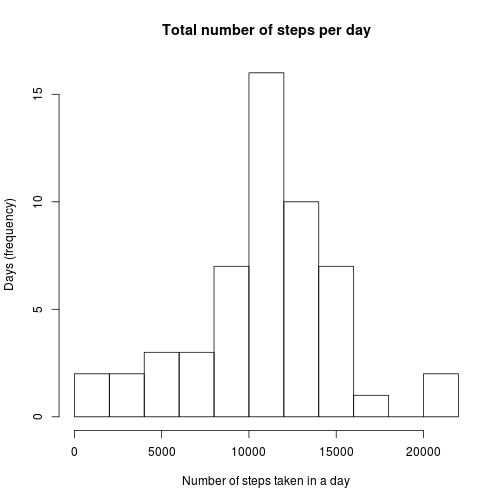 Total number of steps per day
Days (frequency)
15
10
5
0
0 5000 10000 15000 20000
Number of steps taken in a day